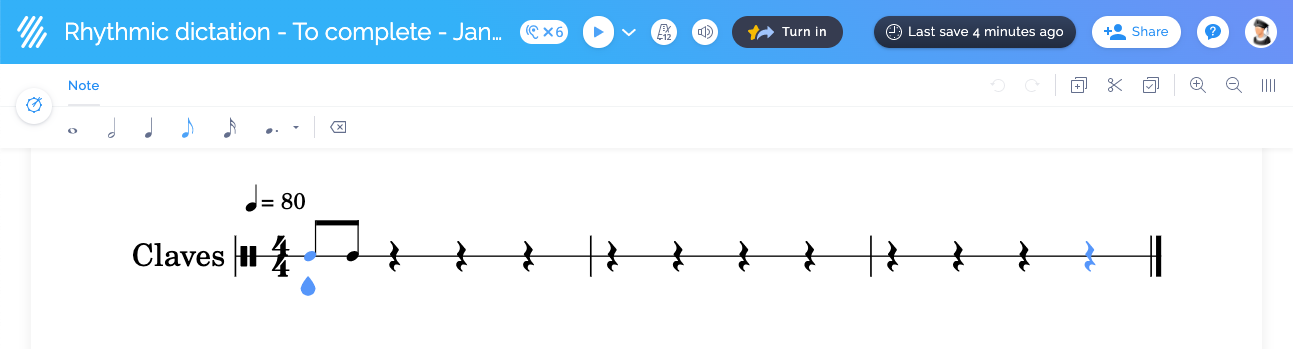 Rhythmic dictation - To complete - Jan...
×6
12
Turn in
Last save 4 minutes ago
Share
?
Note
= 80
Claves
4
4